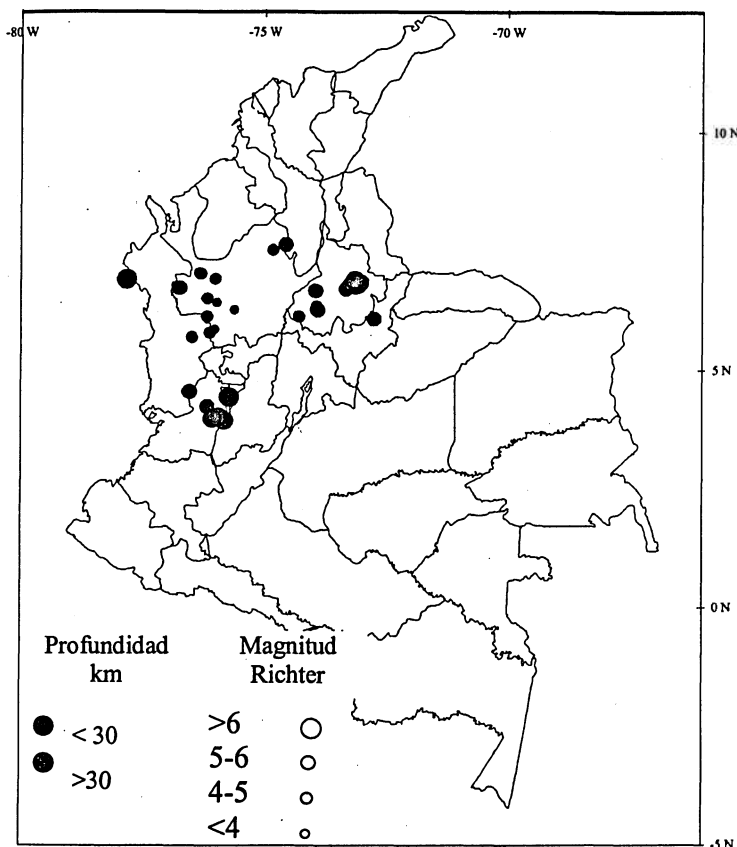 -80 W
-75 W
-70 W
10 N
5 N
0 N
-5 N
Profundidad
km
< 30
>30
Magnitud
Richter
>6
5-6
4-5
<4